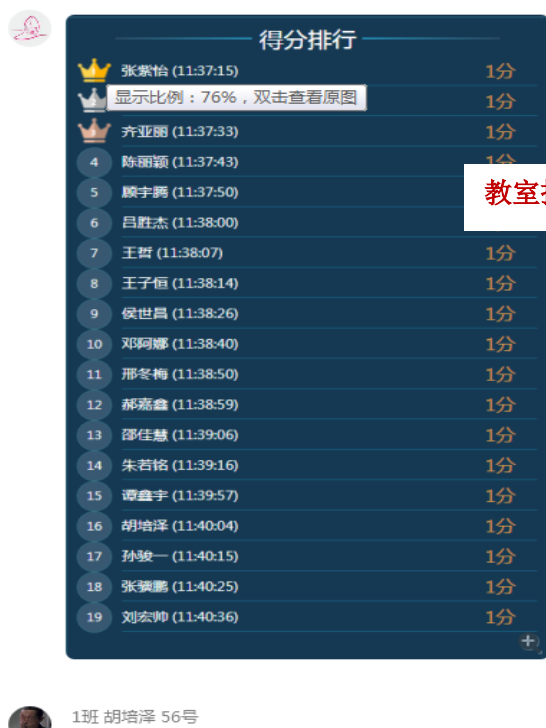 得分排行
张紫怡 (11:37:15) 1分
显示比例：76%，双击查看原图 1分
齐亚丽 (11:37:33) 1分
4 陈丽颖 (11:37:43)
5 顾宇腾 (11:37:50)
教室
6 吕胜杰 (11:38:00)
7 王哲 (11:38:07) 1分
8 王子恒 (11:38:14) 1分
9 侯世昌 (11:38:26) 1分
10 邓阿娜 (11:38:40) 1分
11 邢冬梅 (11:38:50) 1分
12 郝嘉鑫 (11:38:59) 1分
13 邵佳慧 (11:39:06) 1分
14 朱若铭 (11:39:16) 1分
15 谭鑫宇 (11:39:57) 1分
16 胡培泽 (11:40:04) 1分
17 孙骏一 (11:40:15) 1分
18 张骥鹏 (11:40:25) 1分
19 刘宏帅 (11:40:36) 1分
1班 胡培泽 56号